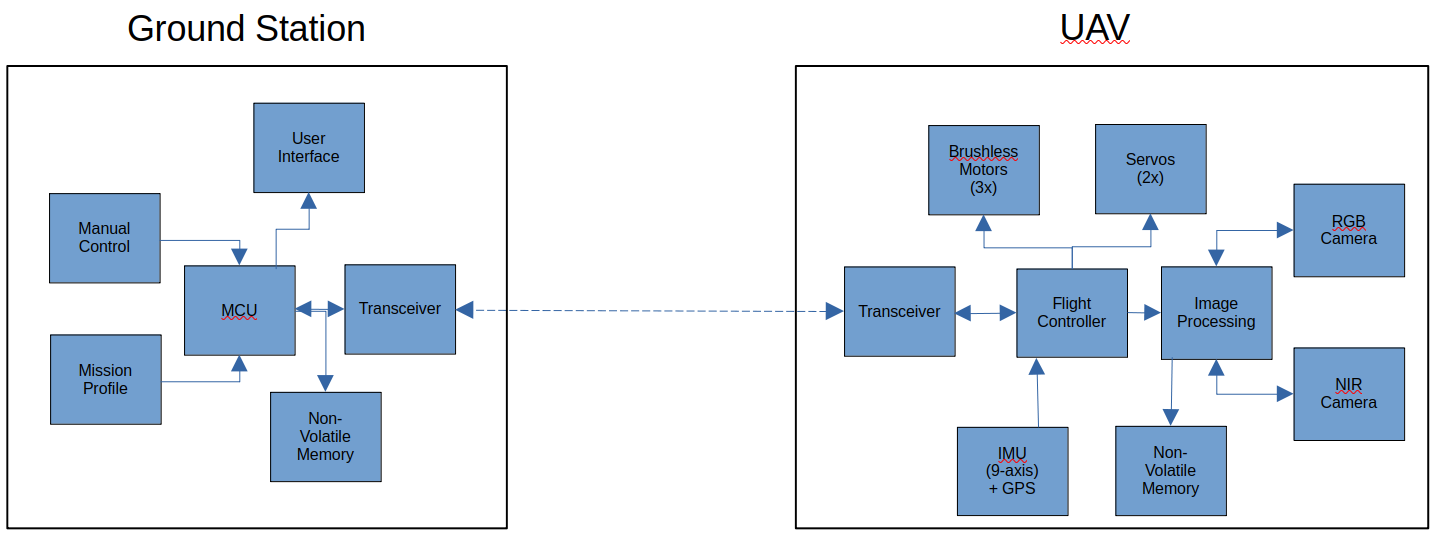 Ground Station
UAV
User
Interface
Manual
Control
MCU
Transceiver
Mission
Profile
Non-
Volatile
Memory
Brushless
Motors
(3x)
Servos
(2x)
RGB
Camera
Transceiver
Flight
Controller
Image
Processing
NIR
Camera
IMU
(9-axis)
+ GPS
Non-
Volatile
Memory